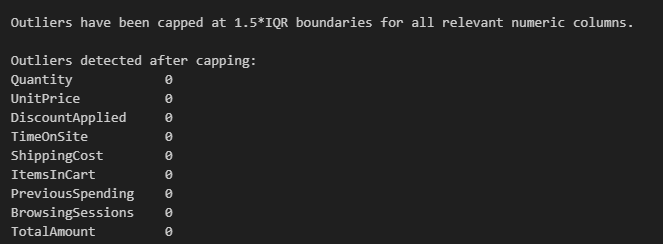 Outliers have been capped at 1.5*IQR boundaries for all relevant numeric columns.
Outliers detected after capping:
Quantity 0
UnitPrice 0
DiscountApplied 0
TimeOnSite 0
ShippingCost 0
ItemsInCart 0
PreviousSpending 0
BrowsingSessions 0
TotalAmount 0